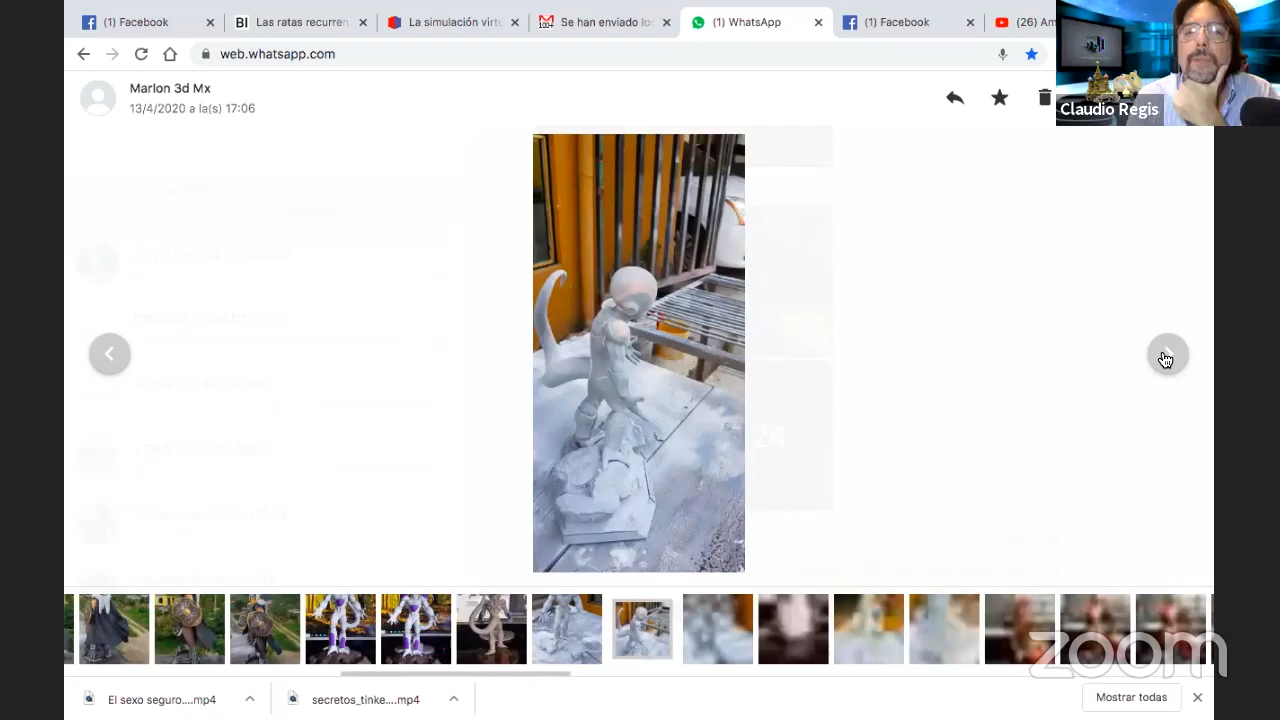 (1) Facebook
Las ratas recurren
La simulación virtu
Se han enviado lo
(1) WhatsApp
(1) Facebook
(26) Am
web.whatsapp.com
Marlon 3d Mx
13/4/2020 a la(s) 17:06
Claudio Regis
24
El sexo seguro....mp4
secretos_tinke....mp4
Mostrar todas
zoom